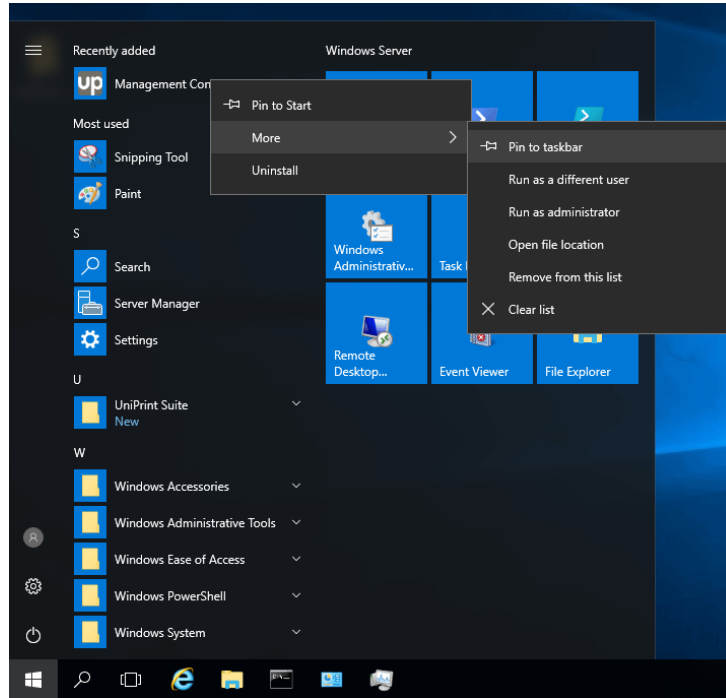 Recently added
up
Management Con
Most used
Snipping Tool
Paint
S
Search
Server Manager
Settings
U
UniPrint Suite
New
W
Windows Accessories
Windows Administrative Tools
Windows Ease of Access
Windows PowerShell
Windows System
Windows Server
Windows
Administrativ...
Task
Remote
Desktop...
Event Viewer
File Explorer
Pin to Start
More
Uninstall
Pin to taskbar
Run as a different user
Run as administrator
Open file location
Remove from this list
Clear list